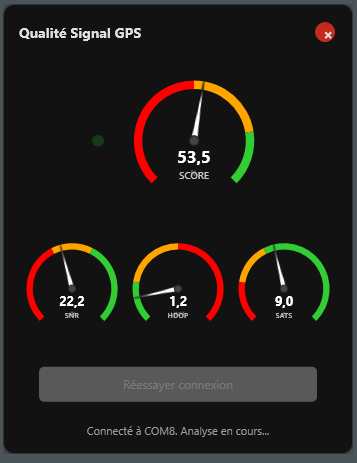 Qualité Signal GPS
53,5
SCORE
22,2
SNR
1,2
HDOP
9,0
SATS
Réessayer connexion
Connecté à COM8. Analyse en cours...